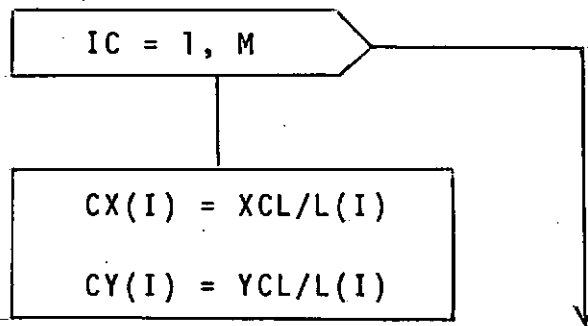 IC = 1, M
CX(I) = XCL/L(I)
CY(I) = YCL/L(I)